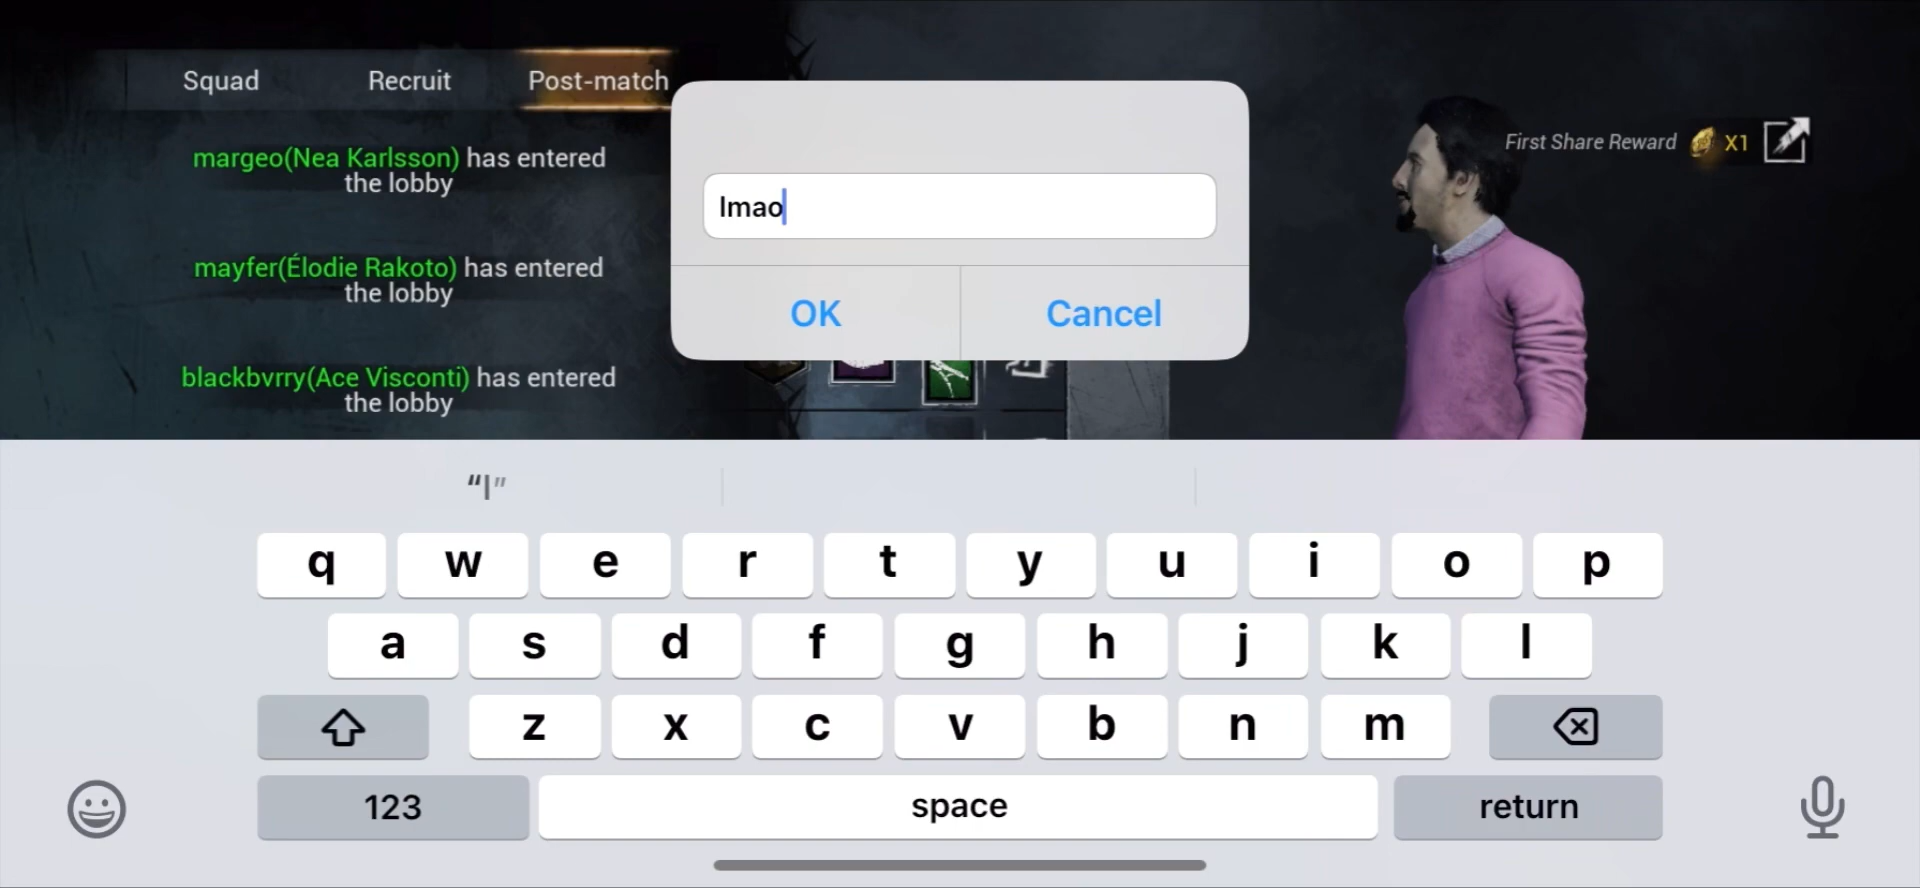 Squad Recruit Post-match
margeo(Nea Karlsson) has entered
the lobby
mayfer(Élodie Rakoto) has entered
the lobby
blackbvrry(Ace Visconti) has entered
the lobby
lmao
OK Cancel
First Share Reward X1
“l”
q w e r t y u i o p
a s d f g h j k l
z x c v b n m
123 space return